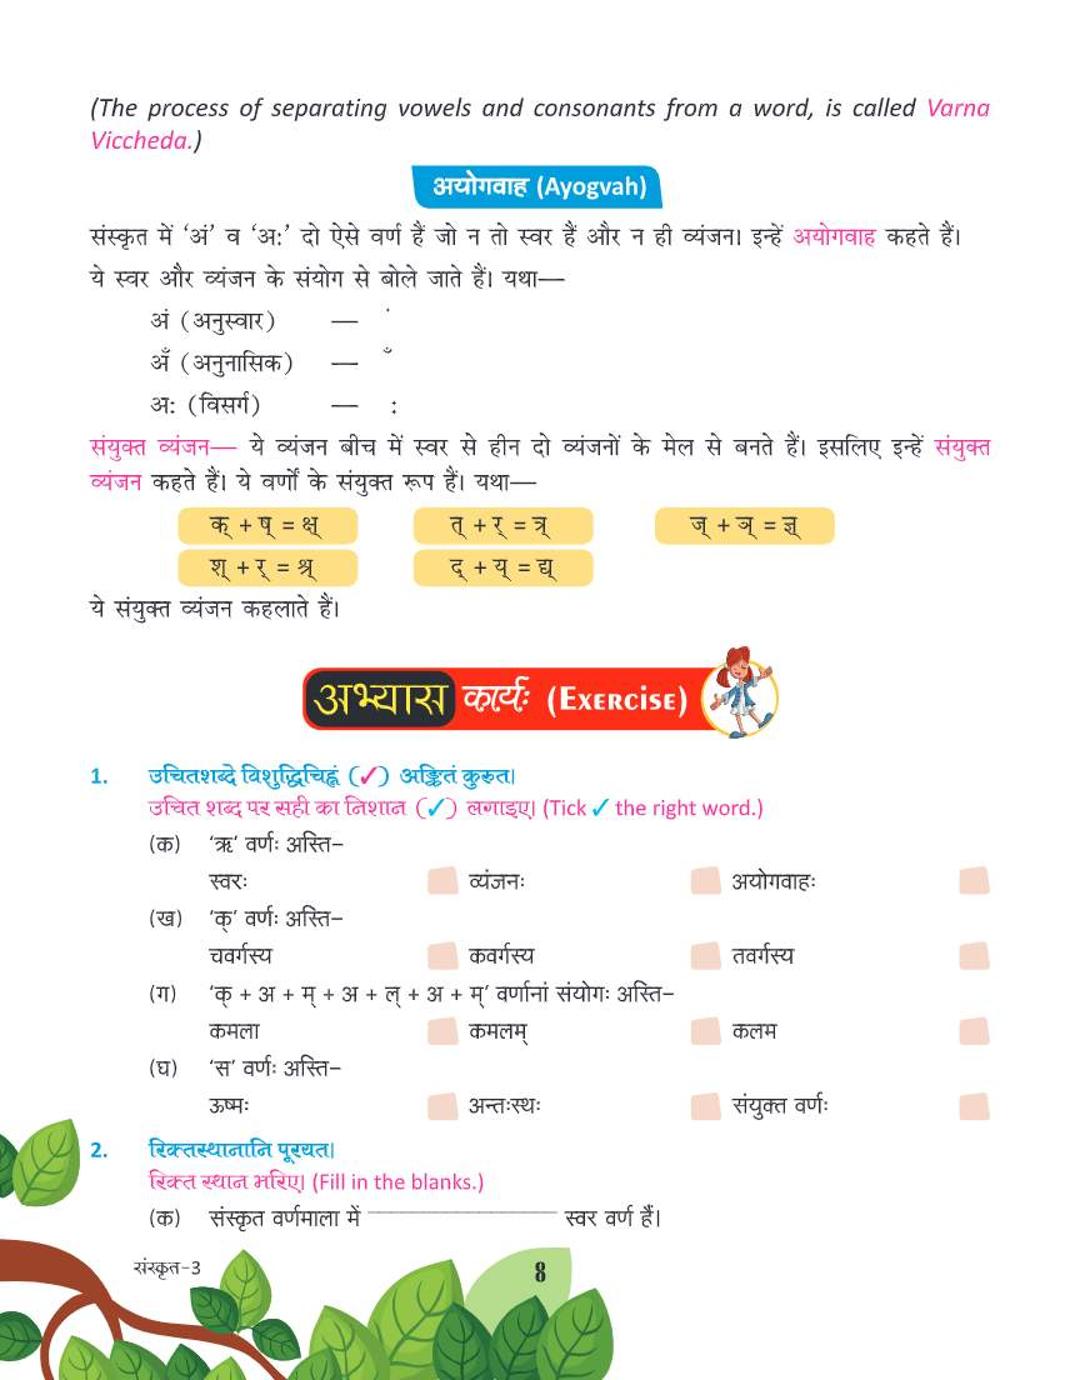 (The process of separating vowels and consonants from a word, is called Varna
Viccheda.)
अयोगवाह (Ayogvah)
संस्कृत में ‘अं’ व ‘अः’ दो ऐसे वर्ण हैं जो न तो स्वर हैं और न ही व्यंजन। इन्हें अयोगवाह कहते हैं।
ये स्वर और व्यंजन के संयोग से बोले जाते हैं। यथा—
अं (अनुस्वार) — ं
अँ (अनुनासिक) — ँ
अः (विसर्ग) — :
संयुक्त व्यंजन— ये व्यंजन बीच में स्वर से हीन दो व्यंजनों के मेल से बनते हैं। इसलिए इन्हें संयुक्त
व्यंजन कहते हैं। ये वर्णों के संयुक्त रूप हैं। यथा—
क् + ष् = क्ष् त् + र् = त्र् ज् + ञ् = ज्ञ्
श् + र् = श्र् द् + य् = द्य्
ये संयुक्त व्यंजन कहलाते हैं।
अभ्यास कार्यः (Exercise)
1. उचितशब्दे विशुद्धिचिह्नं (✓) अङ्कितं कुरुत।
उचित शब्द पर सही का निशान (✓) लगाइए। (Tick ✓ the right word.)
(क) ‘ऋ’ वर्णः अस्ति–
स्वरः व्यंजनः अयोगवाहः
(ख) ‘क्’ वर्णः अस्ति–
चवर्गस्य कवर्गस्य तवर्गस्य
(ग) ‘क् + अ + म् + अ + ल् + अ + म्’ वर्णानां संयोगः अस्ति–
कमला कमलम् कलम
(घ) ‘स’ वर्णः अस्ति–
ऊष्मः अन्तःस्थः संयुक्त वर्णः
2. रिक्तस्थानानि पूरयत।
रिक्त स्थान भरिए। (Fill in the blanks.)
(क) संस्कृत वर्णमाला में ____________ स्वर वर्ण हैं।
संस्कृत-3
8